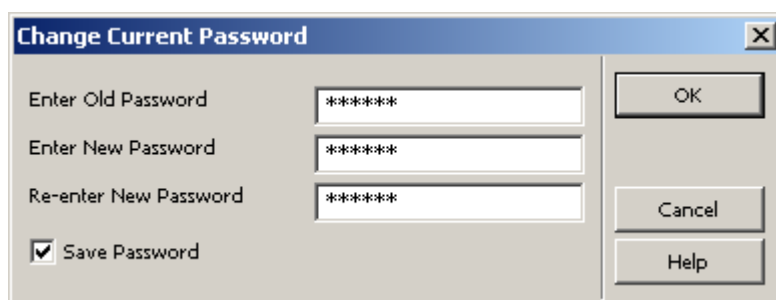 Change Current Password
Enter Old Password ******
OK
Enter New Password ******
Re-enter New Password ******
Cancel
Save Password
Help